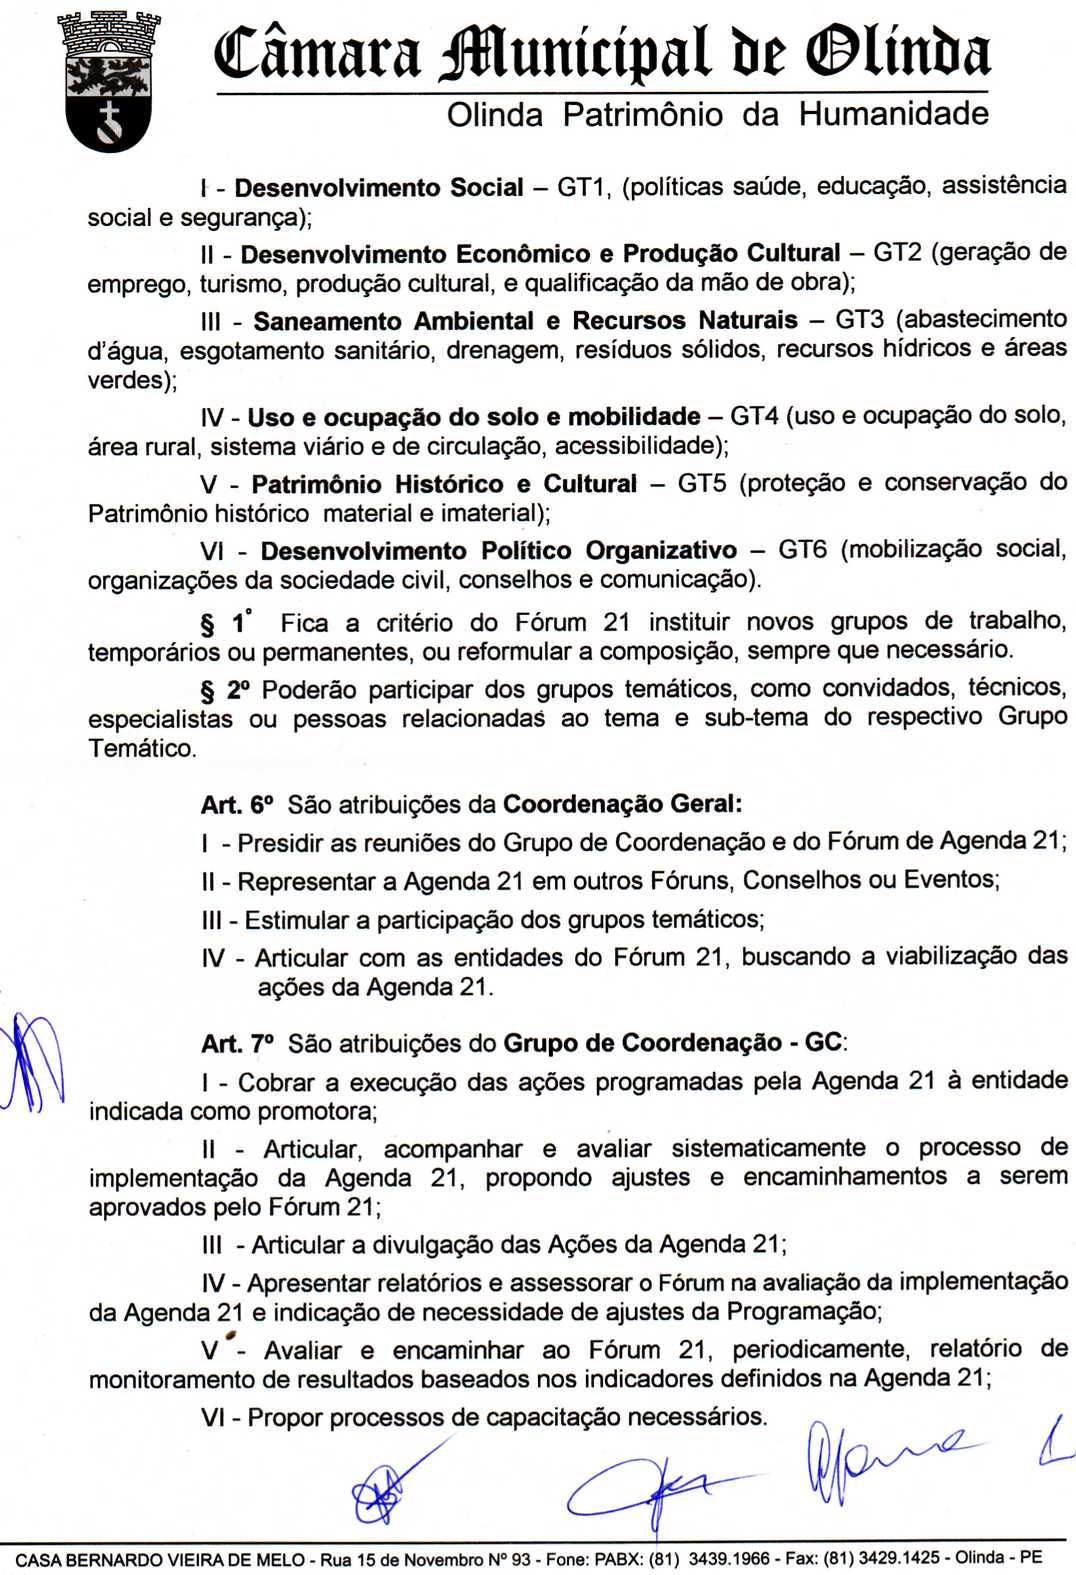 Câmara Municipal de Olinda
Olinda Patrimônio da Humanidade
I - Desenvolvimento Social – GT1, (políticas saúde, educação, assistência
social e segurança);
II - Desenvolvimento Econômico e Produção Cultural – GT2 (geração de
emprego, turismo, produção cultural, e qualificação da mão de obra);
III - Saneamento Ambiental e Recursos Naturais – GT3 (abastecimento
d'água, esgotamento sanitário, drenagem, resíduos sólidos, recursos hídricos e áreas
verdes);
IV - Uso e ocupação do solo e mobilidade – GT4 (uso e ocupação do solo,
área rural, sistema viário e de circulação, acessibilidade);
V - Patrimônio Histórico e Cultural – GT5 (proteção e conservação do
Patrimônio histórico material e imaterial);
VI - Desenvolvimento Político Organizativo – GT6 (mobilização social,
organizações da sociedade civil, conselhos e comunicação).
§ 1° Fica a critério do Fórum 21 instituir novos grupos de trabalho,
temporários ou permanentes, ou reformular a composição, sempre que necessário.
§ 2º Poderão participar dos grupos temáticos, como convidados, técnicos,
especialistas ou pessoas relacionadas ao tema e sub-tema do respectivo Grupo
Temático.
Art. 6º São atribuições da Coordenação Geral:
I - Presidir as reuniões do Grupo de Coordenação e do Fórum de Agenda 21;
II - Representar a Agenda 21 em outros Fóruns, Conselhos ou Eventos;
III - Estimular a participação dos grupos temáticos;
IV - Articular com as entidades do Fórum 21, buscando a viabilização das
ações da Agenda 21.
Art. 7º São atribuições do Grupo de Coordenação - GC:
I - Cobrar a execução das ações programadas pela Agenda 21 à entidade
indicada como promotora;
II - Articular, acompanhar e avaliar sistematicamente o processo de
implementação da Agenda 21, propondo ajustes e encaminhamentos a serem
aprovados pelo Fórum 21;
III - Articular a divulgação das Ações da Agenda 21;
IV - Apresentar relatórios e assessorar o Fórum na avaliação da implementação
da Agenda 21 e indicação de necessidade de ajustes da Programação;
V - Avaliar e encaminhar ao Fórum 21, periodicamente, relatório de
monitoramento de resultados baseados nos indicadores definidos na Agenda 21;
VI - Propor processos de capacitação necessários.
CASA BERNARDO VIEIRA DE MELO - Rua 15 de Novembro Nº 93 - Fone: PABX: (81) 3439.1966 - Fax: (81) 3429.1425 - Olinda - PE